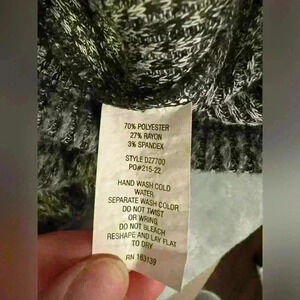 70% POLYESTER
27% RAYON
3% SPANDEX
STYLE DZ7700
PO#215-22
HAND WASH COLD
WATER
SEPARATE WASH COLOR
DO NOT TWIST
OR WRING
DO NOT BLEACH
RESHAPE AND LAY FLAT
TO DRY
RN 163139